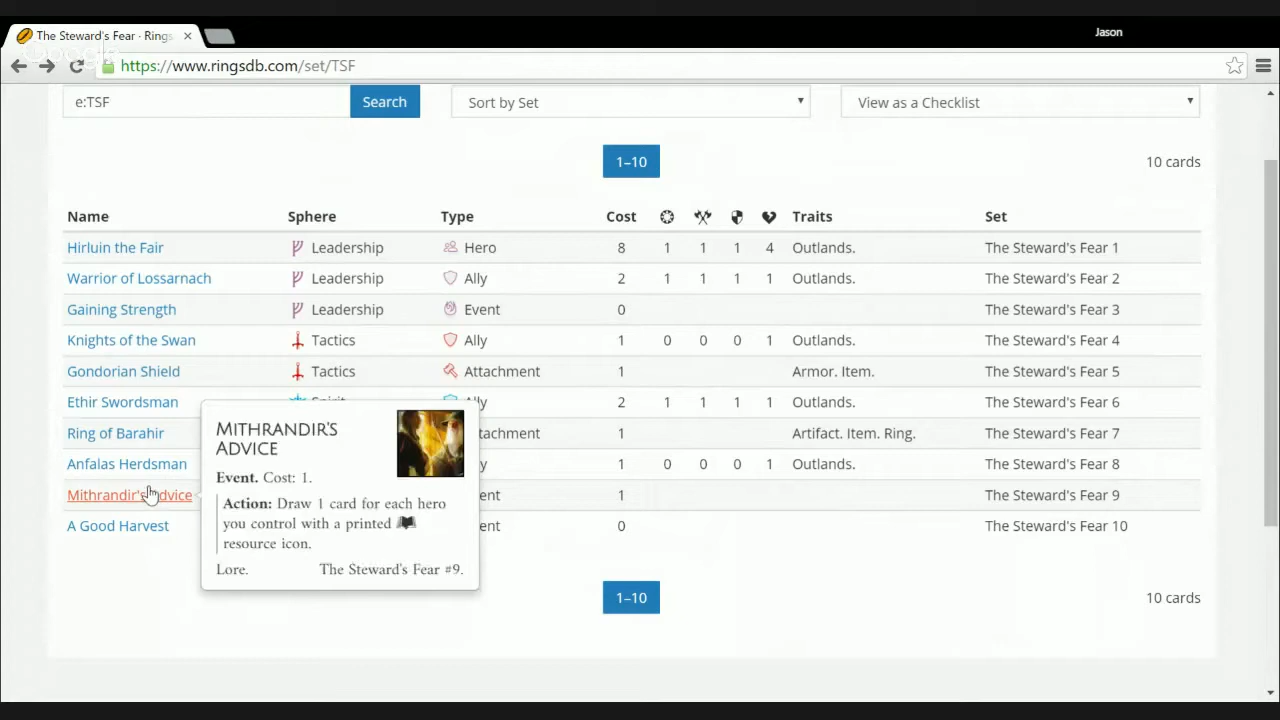 The Steward's Fear · Rings
Jason
https://www.ringsdb.com/set/TSF
e:TSF
Search
Sort by Set
View as a Checklist
1–10
10 cards
Name Sphere Type Cost Traits Set
Hirluin the Fair Leadership Hero 8 1 1 1 4 Outlands. The Steward's Fear 1
Warrior of Lossarnach Leadership Ally 2 1 1 1 1 Outlands. The Steward's Fear 2
Gaining Strength Leadership Event 0 The Steward's Fear 3
Knights of the Swan Tactics Ally 1 0 0 0 1 Outlands. The Steward's Fear 4
Gondorian Shield Tactics Attachment 1 Armor. Item. The Steward's Fear 5
Ethir Swordsman Spirit Ally 2 1 1 1 1 Outlands. The Steward's Fear 6
Ring of Barahir ttachment 1 Artifact. Item. Ring. The Steward's Fear 7
Anfalas Herdsman y 1 0 0 0 1 Outlands. The Steward's Fear 8
Mithrandir's Advice ent 1 The Steward's Fear 9
A Good Harvest ent 0 The Steward's Fear 10
MITHRANDIR'S
ADVICE
Event. Cost: 1.
Action: Draw 1 card for each hero
you control with a printed
resource icon.
Lore. The Steward's Fear #9.
1–10
10 cards